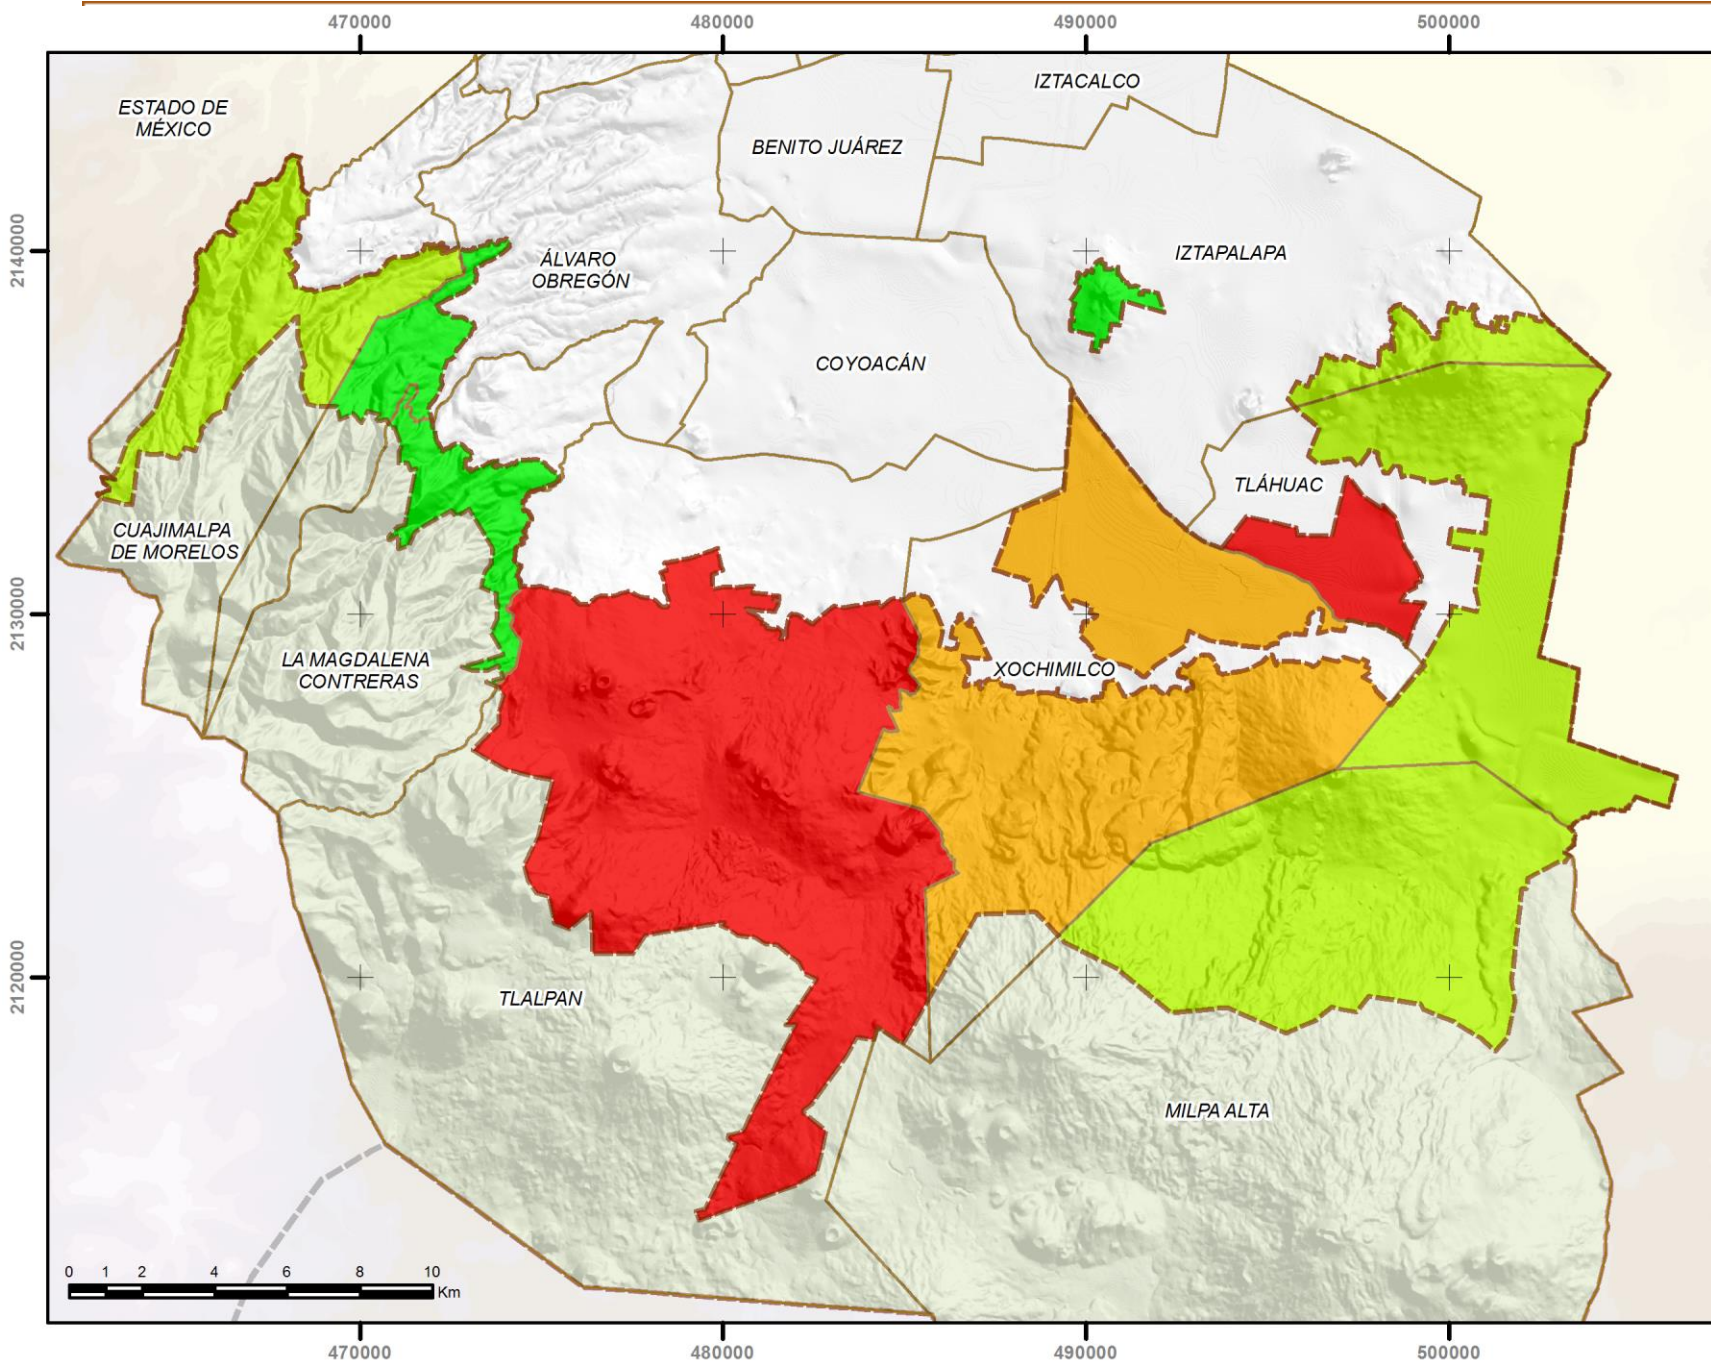 470000 480000 490000 500000
ESTADO DE
MÉXICO
IZTACALCO
BENITO JUÁREZ
2140000
ÁLVARO
OBREGÓN
IZTAPALAPA
COYOACÁN
TLÁHUAC
CUAJIMALPA
DE MORELOS
2130000
LA MAGDALENA
CONTRERAS
XOCHIMILCO
2120000
TLALPAN
MILPA ALTA
0 1 2 4 6 8 10
Km
470000 480000 490000 500000